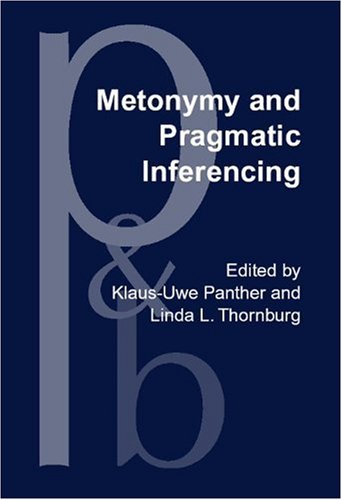 Metonymy and
Pragmatic
Inferencing
p
&
b
Edited by
Klaus-Uwe Panther and
Linda L. Thornburg